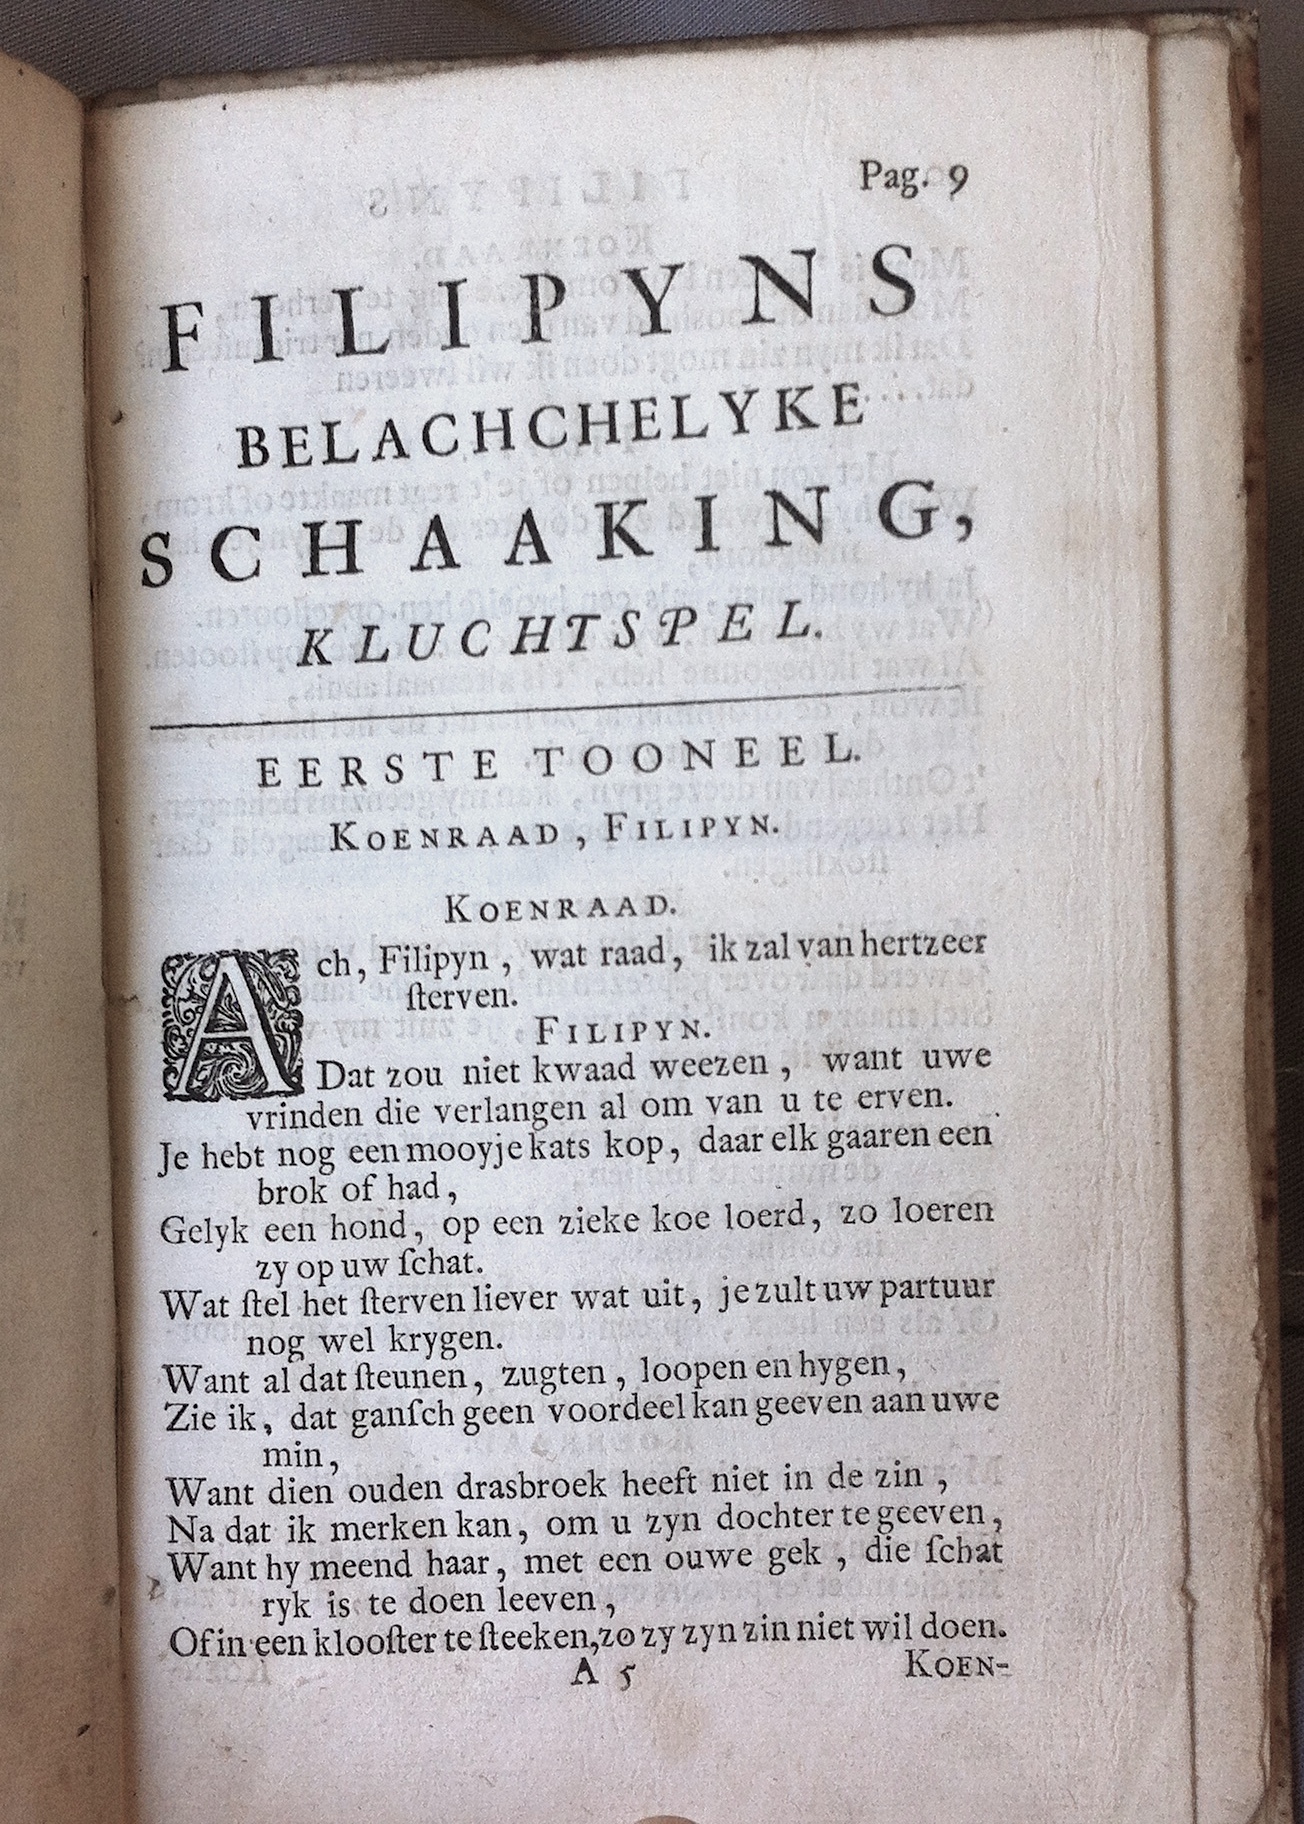 Pag. 9
FILIPYNS
BELACHCHELYKE
SCHAAKING,
KLUCHTSPEL.
EERSTE TOONEEL.
KOENRAAD, FILIPYN.
KOENRAAD.
Ach, Filipyn, wat raad, ik zal van hertzeer
ſterven.
FILIPYN.
Dat zou niet kwaad weezen, want uwe
vrinden die verlangen al om van u te erven.
Je hebt nog een mooyje kats kop, daar elk gaaren een
brok of had,
Gelyk een hond, op een zieke koe loerd, zo loeren
zy op uw ſchat.
Wat ſtel het ſterven liever wat uit, je zult uw partuur
nog wel krygen.
Want al dat ſteunen, zugten, loopen en hygen,
Zie ik, dat ganſch geen voordeel kan geeven aan uwe
min,
Want dien ouden drasbroek heeft niet in de zin,
Na dat ik merken kan, om u zyn dochter te geeven,
Want hy meend haar, met een ouwe gek, die ſchat
ryk is te doen leeven,
Of in een klooſter te ſteeken, zo zy zyn zin niet wil doen.
A 5 KOEN-